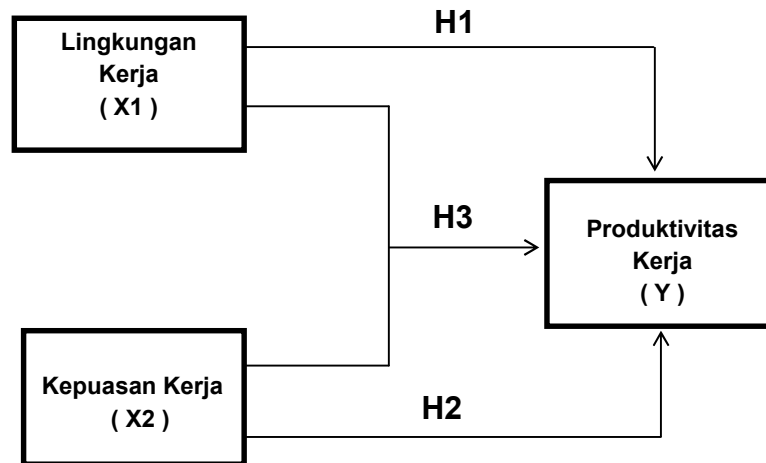 Lingkungan
Kerja
( X1 )
H1
H3
Produktivitas
Kerja
( Y )
Kepuasan Kerja
( X2 )
H2